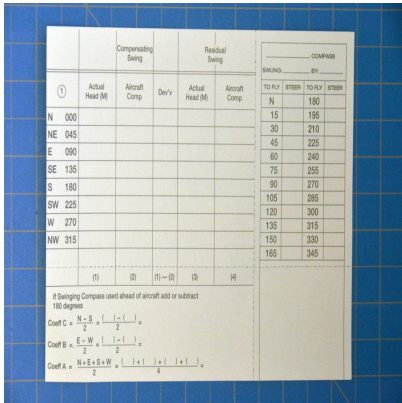 Compensating Swing Residual Swing
① Actual Head (M) Aircraft Comp Dev'v Actual Head (M) Aircraft Comp
N 000
NE 045
E 090
SE 135
S 180
SW 225
W 270
NW 315
(1) (2) (1) — (2) (3) (4)
If Swinging Compass used ahead of aircraft add or subtract
180 degrees
Coeff C = N – S / 2 = ( ) – ( ) / 2 =
Coeff B = E – W / 2 = ( ) – ( ) / 2 =
Coeff A = N + E + S + W / 2 = ( ) + ( ) + ( ) + ( ) / 4 =
COMPASS
SWUNG: BY:
TO FLY STEER TO FLY STEER
N 180
15 195
30 210
45 225
60 240
75 255
90 270
105 285
120 300
135 315
150 330
165 345